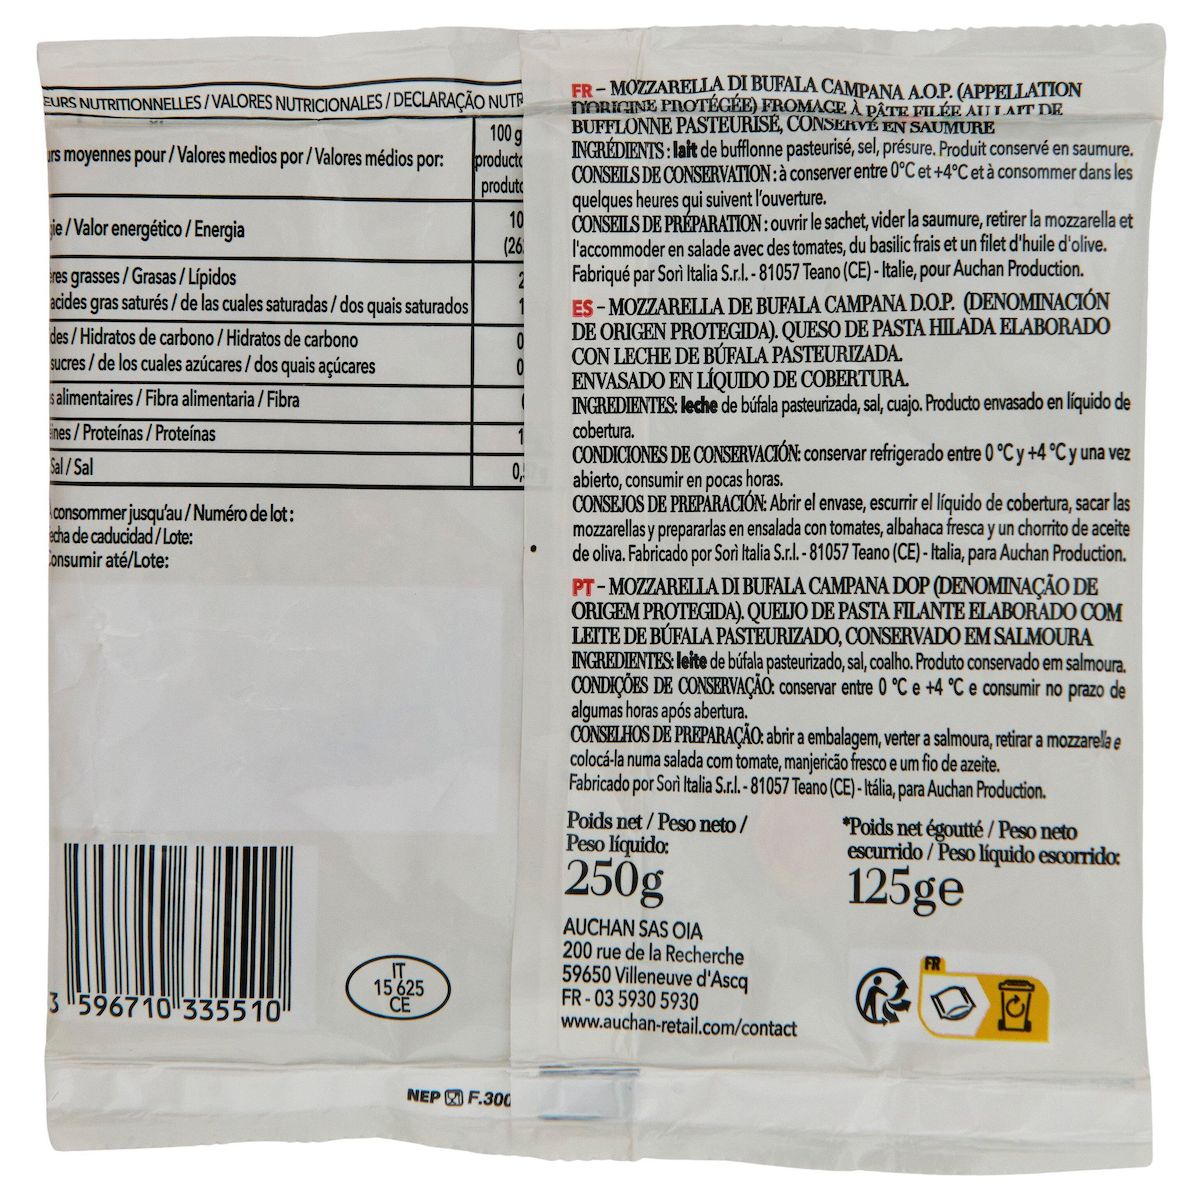 EURS NUTRITIONNELLES / VALORES NUTRICIONALES / DECLARAÇÃO NUTR
urs moyennes pour / Valores medios por / Valores médios por:
100 g
producto
produto
ie / Valor energético / Energia
10
(26
res grasses / Grasas / Lípidos
2
acides gras saturés / de las cuales saturadas / dos quais saturados
1
des / Hidratos de carbono / Hidratos de carbono
0
sucres / de los cuales azúcares / dos quais açúcares
0
s alimentaires / Fibra alimentaria / Fibra
ines / Proteínas / Proteínas
1
Sal / Sal
0,5
A consommer jusqu'au / Numéro de lot :
echa de caducidad / Lote:
Consumir até/Lote:
3 596710 335510
IT
15 625
CE
NEP F.300
FR – MOZZARELLA DI BUFALA CAMPANA A.O.P. (APPELLATION
D'ORIGINE PROTÉGÉE) FROMAGE À PÂTE FILÉE AU LAIT DE
BUFFLONNE PASTEURISÉ, CONSERVÉ EN SAUMURE
INGRÉDIENTS : lait de bufflonne pasteurisé, sel, présure. Produit conservé en saumure.
CONSEILS DE CONSERVATION : à conserver entre 0°C et +4°C et à consommer dans les
quelques heures qui suivent l'ouverture.
CONSEILS DE PRÉPARATION : ouvrir le sachet, vider la saumure, retirer la mozzarella et
l'accommoder en salade avec des tomates, du basilic frais et un filet d'huile d'olive.
Fabriqué par Sorì Italia S.r.l. - 81057 Teano (CE) - Italie, pour Auchan Production.
ES – MOZZARELLA DE BUFALA CAMPANA D.O.P. (DENOMINACIÓN
DE ORIGEN PROTEGIDA). QUESO DE PASTA HILADA ELABORADO
CON LECHE DE BÚFALA PASTEURIZADA.
ENVASADO EN LÍQUIDO DE COBERTURA.
INGREDIENTES: leche de búfala pasteurizada, sal, cuajo. Producto envasado en líquido de
cobertura.
CONDICIONES DE CONSERVACIÓN: conservar refrigerado entre 0 °C y +4 °C y una vez
abierto, consumir en pocas horas.
CONSEJOS DE PREPARACIÓN: Abrir el envase, escurrir el líquido de cobertura, sacar las
mozzarellas y prepararlas en ensalada con tomates, albahaca fresca y un chorrito de aceite
de oliva. Fabricado por Sorì Italia S.r.l. - 81057 Teano (CE) - Italia, para Auchan Production.
PT – MOZZARELLA DI BUFALA CAMPANA DOP (DENOMINAÇÃO DE
ORIGEM PROTEGIDA). QUEIJO DE PASTA FILANTE ELABORADO COM
LEITE DE BÚFALA PASTEURIZADO, CONSERVADO EM SALMOURA
INGREDIENTES: leite de búfala pasteurizado, sal, coalho. Produto conservado em salmoura.
CONDIÇÕES DE CONSERVAÇÃO: conservar entre 0 °C e +4 °C e consumir no prazo de
algumas horas após abertura.
CONSELHOS DE PREPARAÇÃO: abrir a embalagem, verter a salmoura, retirar a mozzarella e
colocá-la numa salada com tomate, manjericão fresco e um fio de azeite.
Fabricado por Sorì Italia S.r.l. - 81057 Teano (CE) - Itália, para Auchan Production.
Poids net / Peso neto /
Peso líquido:
250g
*Poids net égoutté / Peso neto
escurrido / Peso líquido escorrido:
125ge
AUCHAN SAS OIA
200 rue de la Recherche
59650 Villeneuve d'Ascq
FR - 03 5930 5930
www.auchan-retail.com/contact
FR